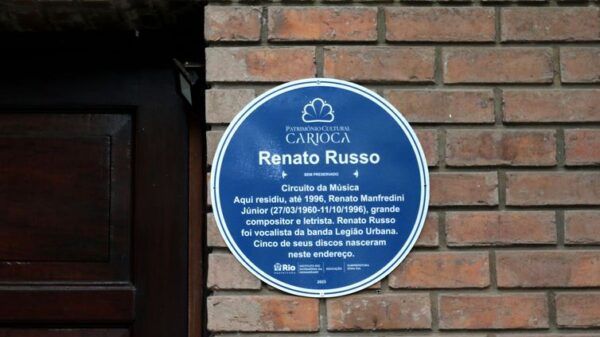 PATRIMÔNIO CULTURAL
CARIOCA
Renato Russo
BEM PRESERVADO
Circuito da Música
Aqui residiu, até 1996, Renato Manfredini
Júnior (27/03/1960-11/10/1996), grande
compositor e letrista. Renato Russo
foi vocalista da banda Legião Urbana.
Cinco de seus discos nasceram
neste endereço.
Rio
PREFEITURA